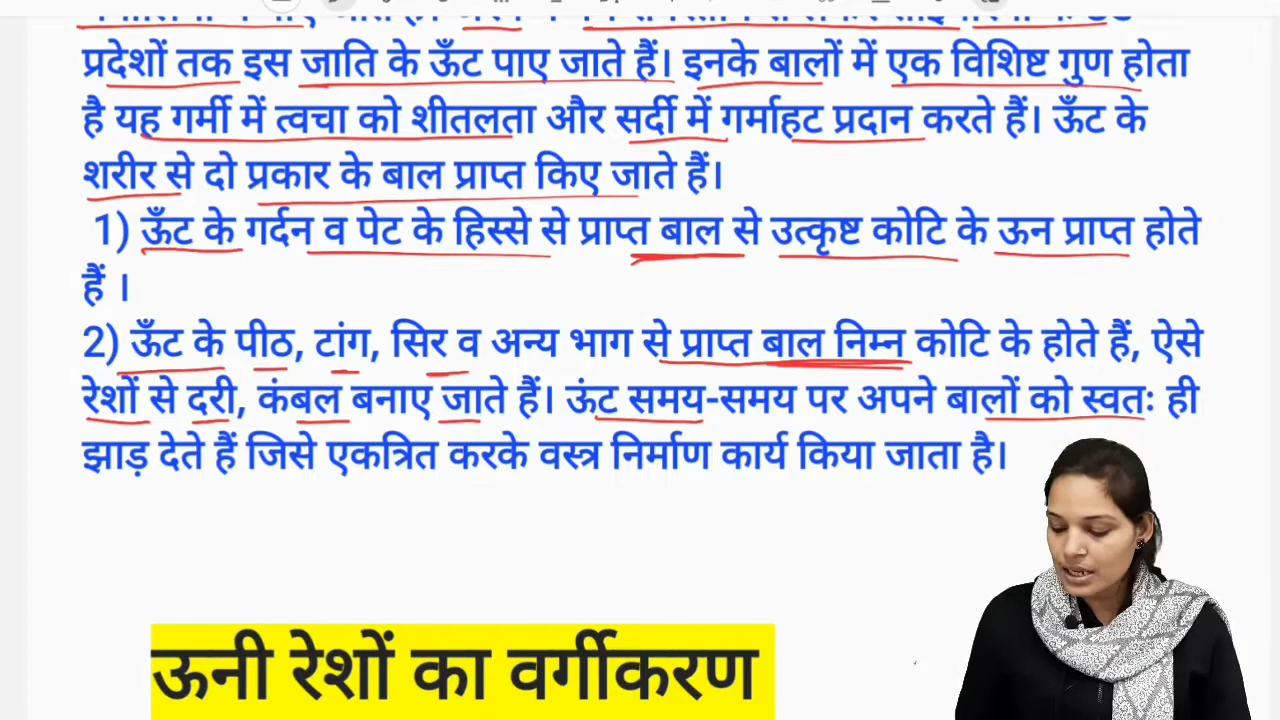 प्रदेशों तक इस जाति के ऊँट पाए जाते हैं। इनके बालों में एक विशिष्ट गुण होता
है यह गर्मी में त्वचा को शीतलता और सर्दी में गर्माहट प्रदान करते हैं। ऊँट के
शरीर से दो प्रकार के बाल प्राप्त किए जाते हैं।
1) ऊँट के गर्दन व पेट के हिस्से से प्राप्त बाल से उत्कृष्ट कोटि के ऊन प्राप्त होते
हैं ।
2) ऊँट के पीठ, टांग, सिर व अन्य भाग से प्राप्त बाल निम्न कोटि के होते हैं, ऐसे
रेशों से दरी, कंबल बनाए जाते हैं। ऊंट समय-समय पर अपने बालों को स्वतः ही
झाड़ देते हैं जिसे एकत्रित करके वस्त्र निर्माण कार्य किया जाता है।
ऊनी रेशों का वर्गीकरण